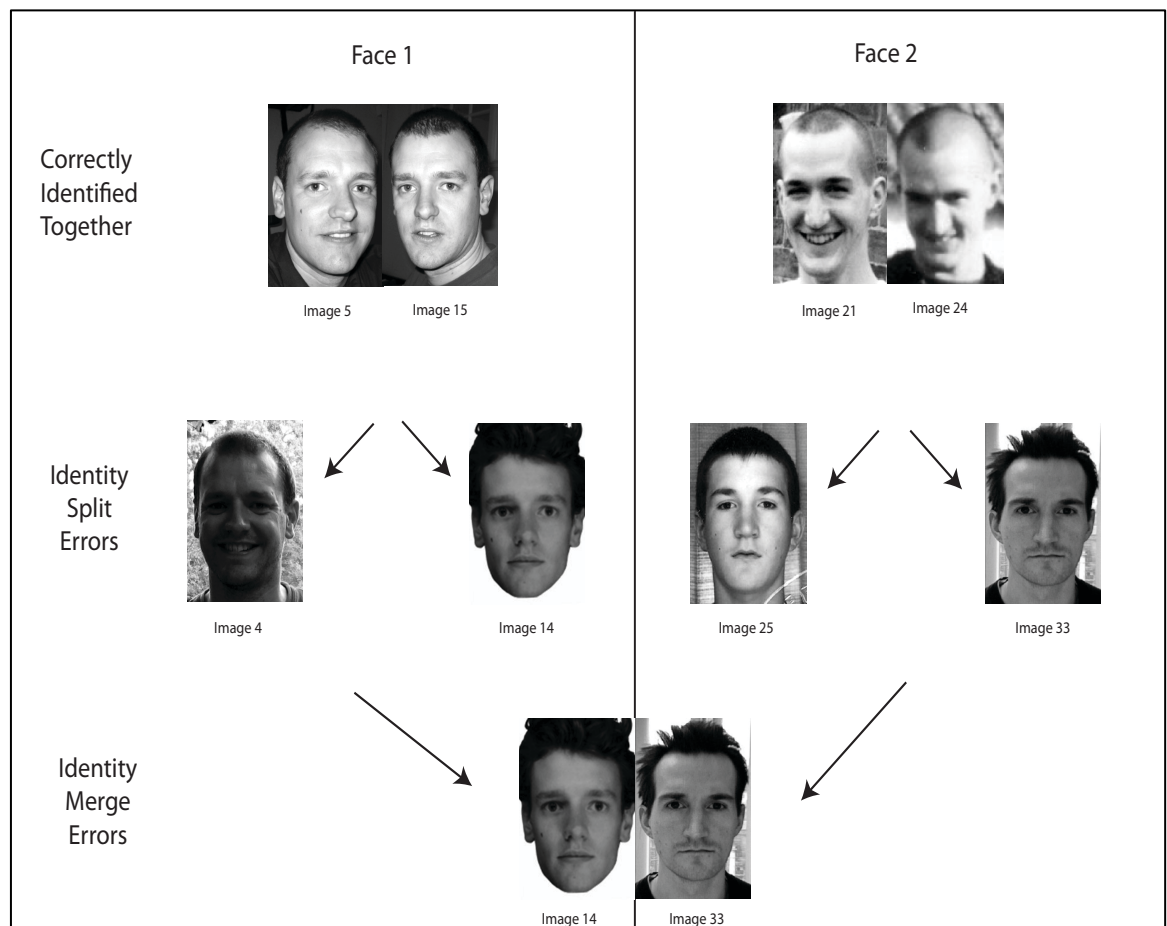 Face 1
Face 2
Correctly
Identified
Together
Image 5
Image 15
Image 21
Image 24
Identity
Split
Errors
Image 4
Image 14
Image 25
Image 33
Identity
Merge
Errors
Image 14
Image 33